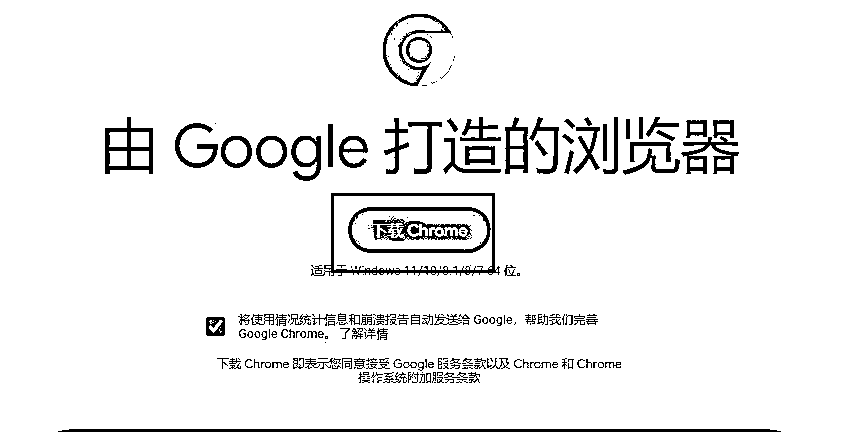 由 Google 打造的浏览器
下载 Chrome
适用于 Windows 11/10/8.1/8/7 64 位。
将使用情况统计信息和崩溃报告自动发送给 Google，帮助我们完善
Google Chrome。 了解详情
下载 Chrome 即表示您同意接受 Google 服务条款以及 Chrome 和 Chrome
操作系统附加服务条款